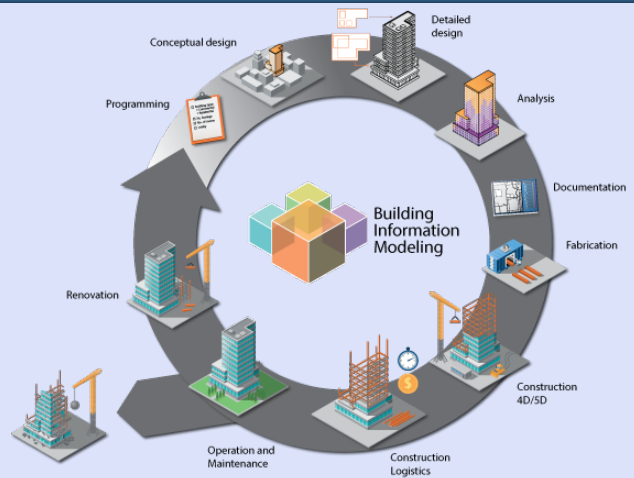 Conceptual design
Detailed
design
Programming
Analysis
Documentation
Building
Information
Modeling
Fabrication
Renovation
$
Construction
4D/5D
Operation and
Maintenance
Construction
Logistics